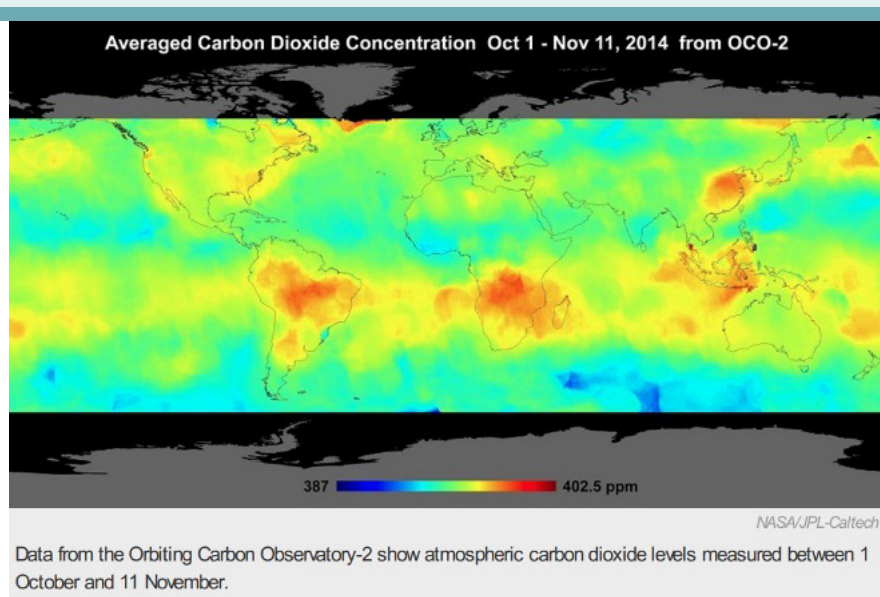 Averaged Carbon Dioxide Concentration Oct 1 - Nov 11, 2014 from OCO-2
387 402.5 ppm
NASA/JPL-Caltech
Data from the Orbiting Carbon Observatory-2 show atmospheric carbon dioxide levels measured between 1
October and 11 November.